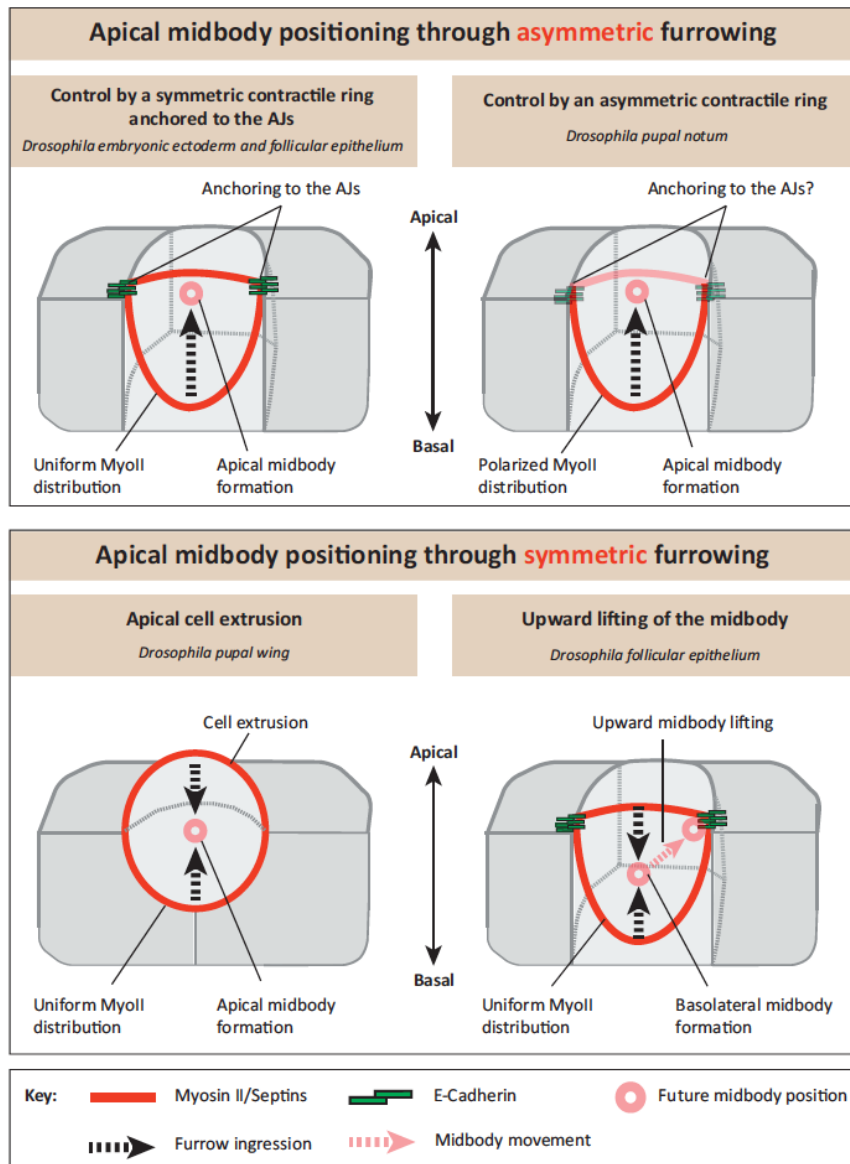 Apical midbody positioning through asymmetric furrowing
Control by a symmetric contractile ring
anchored to the AJs
Drosophila embryonic ectoderm and follicular epithelium
Control by an asymmetric contractile ring
Drosophila pupal notum
Anchoring to the AJs
Apical
Anchoring to the AJs?
Basal
Uniform MyoII
distribution
Apical midbody
formation
Polarized MyoII
distribution
Apical midbody
formation
Apical midbody positioning through symmetric furrowing
Apical cell extrusion
Drosophila pupal wing
Upward lifting of the midbody
Drosophila follicular epithelium
Cell extrusion
Apical
Upward midbody lifting
Basal
Uniform MyoII
distribution
Apical midbody
formation
Uniform MyoII
distribution
Basolateral midbody
formation
Key:
Myosin II/Septins
E-Cadherin
Future midbody position
Furrow ingression
Midbody movement